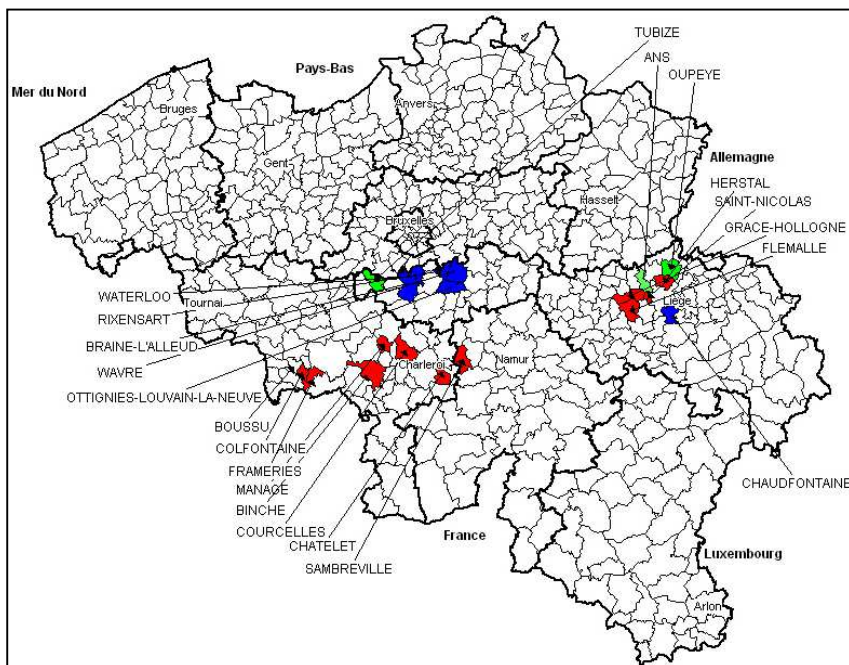 TUBIZE
ANS
OUPEYE
Pays-Bas
Mer du Nord
Bruges
Anvers
Gent
Allemagne
HERSTAL
SAINT-NICOLAS
Hasselt
GRACE-HOLLOGNE
Bruxelles
FLEMALLE
WATERLOO
Tournai
Liège
RIXENSART
BRAINE-L'ALLEUD
WAVRE
Charleroi
Namur
OTTIGNIES-LOUVAIN-LA-NEUVE
BOUSSU
COLFONTAINE
FRAMERIES
MANAGE
CHAUDFONTAINE
BINCHE
COURCELLES
France
CHATELET
Luxembourg
SAMBREVILLE
Arlon